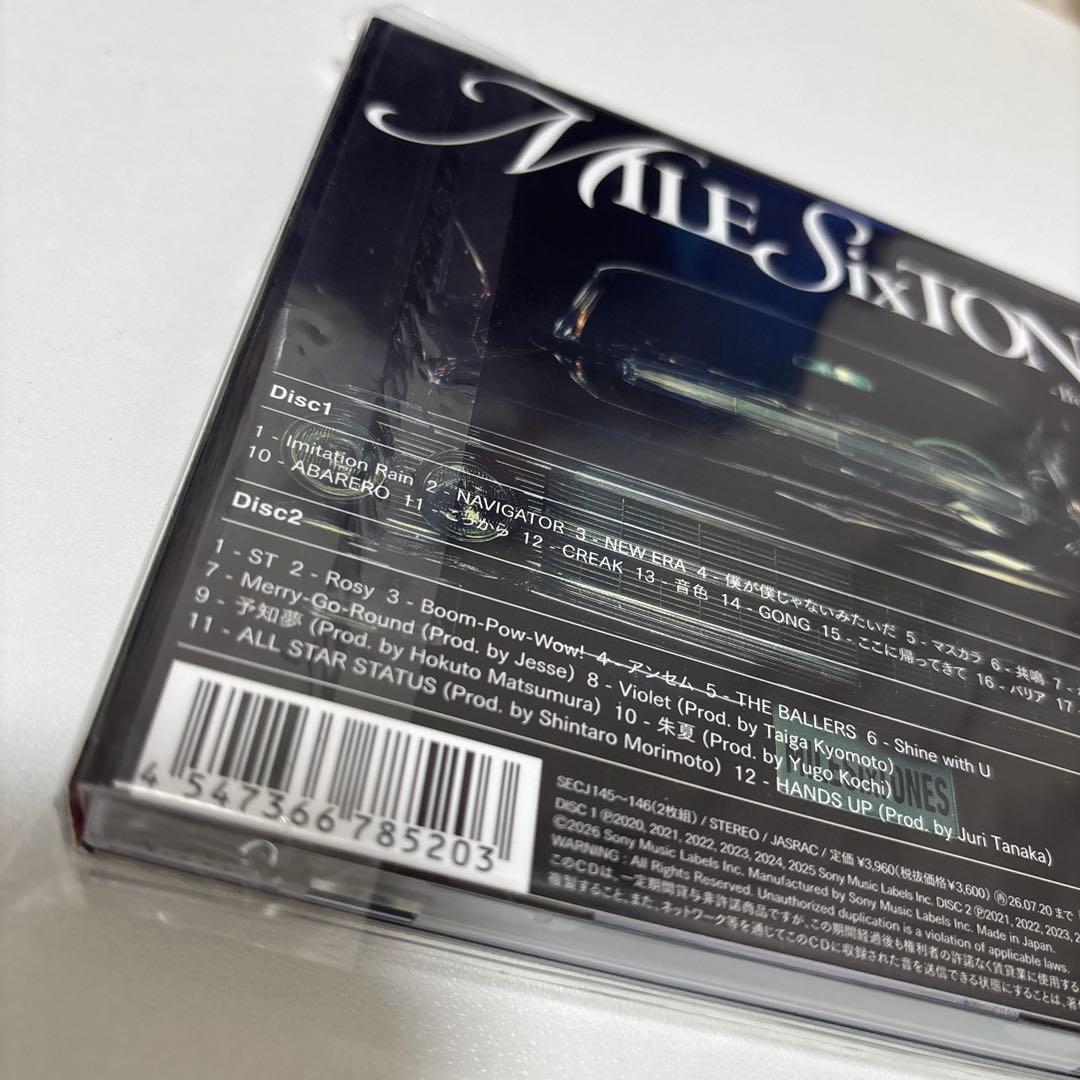 MILE SixTON
Disc1
1 - Imitation Rain 2 - NAVIGATOR 3 - NEW ERA 4 - 僕が僕じゃないみたいだ 5 - マスカラ 6 - 共鳴 7 -
10 - ABARERO 11 - こっから 12 - CREAK 13 - 音色 14 - GONG 15 - ここに帰ってきて 16 - バリア 17 -
Disc2
1 - ST 2 - Rosy 3 - Boom-Pow-Wow! 4 - アンセム 5 - THE BALLERS 6 - Shine with U
7 - Merry-Go-Round (Prod. by Jesse) 8 - Violet (Prod. by Taiga Kyomoto)
9 - 予知夢 (Prod. by Hokuto Matsumura) 10 - 朱夏 (Prod. by Yugo Kochi)
11 - ALL STAR STATUS (Prod. by Shintaro Morimoto) 12 - HANDS UP (Prod. by Juri Tanaka)
4 547366 785203
SECJ145〜146(2枚組) / STEREO / JASRAC / 定価 ¥3,960(税抜価格¥3,600) Ⓡ26.07.20 まで
DISC 1 Ⓟ2020, 2021, 2022, 2023, 2024, 2025 Sony Music Labels Inc. DISC 2 Ⓟ2021, 2022, 2023, 2
©2026 Sony Music Labels Inc. Manufactured by Sony Music Labels Inc. Made in Japan.
WARNING : All Rights Reserved. Unauthorized duplication is a violation of applicable laws.
このCDは、一定期間貸与非許諾商品ですが、この期間経過後も権利者の許諾なく賃貸業に使用する
複製すること、また、ネットワーク等を通じてこのCDに収録された音を送信できる状態にすることは、著